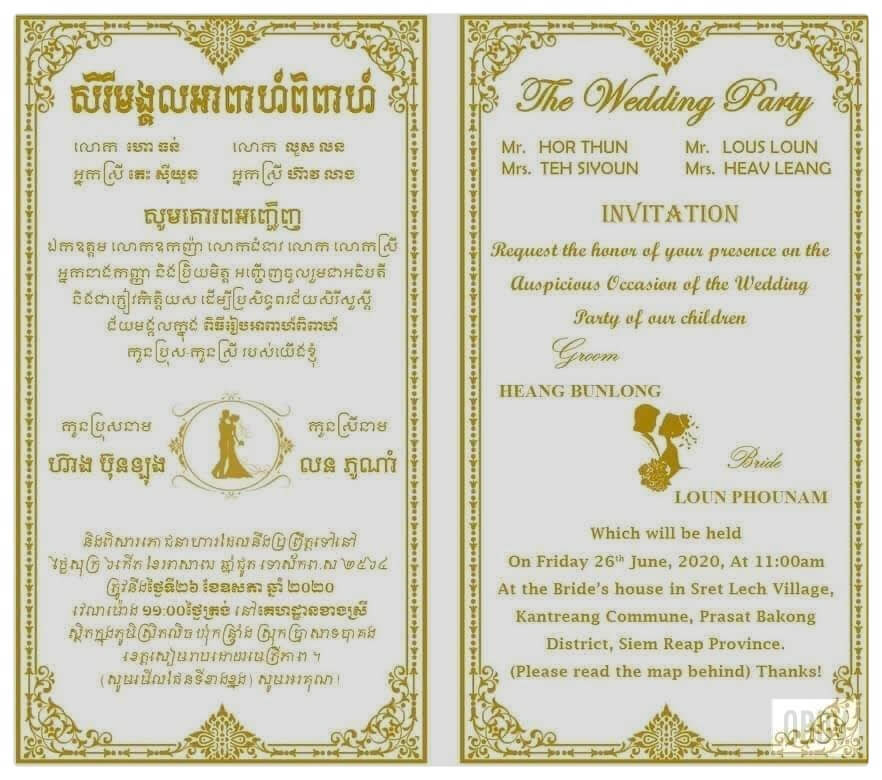 សិរីមង្គលអាពាហ៍ពិពាហ៍
លោក ហោ ធន់ លោក លួស លន
អ្នកស្រី តេះ ស៊ីយួន អ្នកស្រី ហ៊ាវ លាង
សូមគោរពអញ្ជើញ
ឯកឧត្តម លោកឧកញ៉ា លោកជំទាវ លោក លោកស្រី
អ្នកនាងកញ្ញា និងប្រិយមិត្ត អញ្ជើញចូលរួមជាអធិបតី
និងជាភ្ញៀវកិត្តិយស ដើម្បីប្រសិទ្ធពរជ័យសិរីសួស្តី
ជ័យមង្គលក្នុង ពិធីរៀបអាពាហ៍ពិពាហ៍
កូនប្រុស-កូនស្រី របស់យើងខ្ញុំ
កូនប្រុសនាម កូនស្រីនាម
ហ៊ាង ប៊ុនឡុង លន ភូណាំ
និងពិសារភោជនាហារដែលនឹងប្រព្រឹត្តទៅនៅ
ថ្ងៃសុក្រ ៦កើត ខែអាសាឍ ឆ្នាំជូត ទោស័កព.ស ២៥៦៤
ត្រូវនឹងថ្ងៃទី២៦ ខែឧសភា ឆ្នាំ ២០២០
វេលាម៉ោង ១១:០០ថ្ងៃត្រង់ នៅគេហដ្ឋានខាងស្រី
ស្ថិតក្នុងភូមិស្រិតលិច ឃុំកន្ទ្រាំង ស្រុកប្រាសាទបាគង
ខេត្តសៀមរាបដោយមេត្រីភាព ។
(សូមមើលផែនទីខាងខ្នង) សូមអរគុណ!
The Wedding Party
Mr. HOR THUN Mr. LOUS LOUN
Mrs. TEH SIYOUN Mrs. HEAV LEANG
INVITATION
Request the honor of your presence on the
Auspicious Occasion of the Wedding
Party of our children
Groom
HEANG BUNLONG
Bride
LOUN PHOUNAM
Which will be held
On Friday 26th June, 2020, At 11:00am
At the Bride's house in Sret Lech Village,
Kantreang Commune, Prasat Bakong
District, Siem Reap Province.
(Please read the map behind) Thanks!